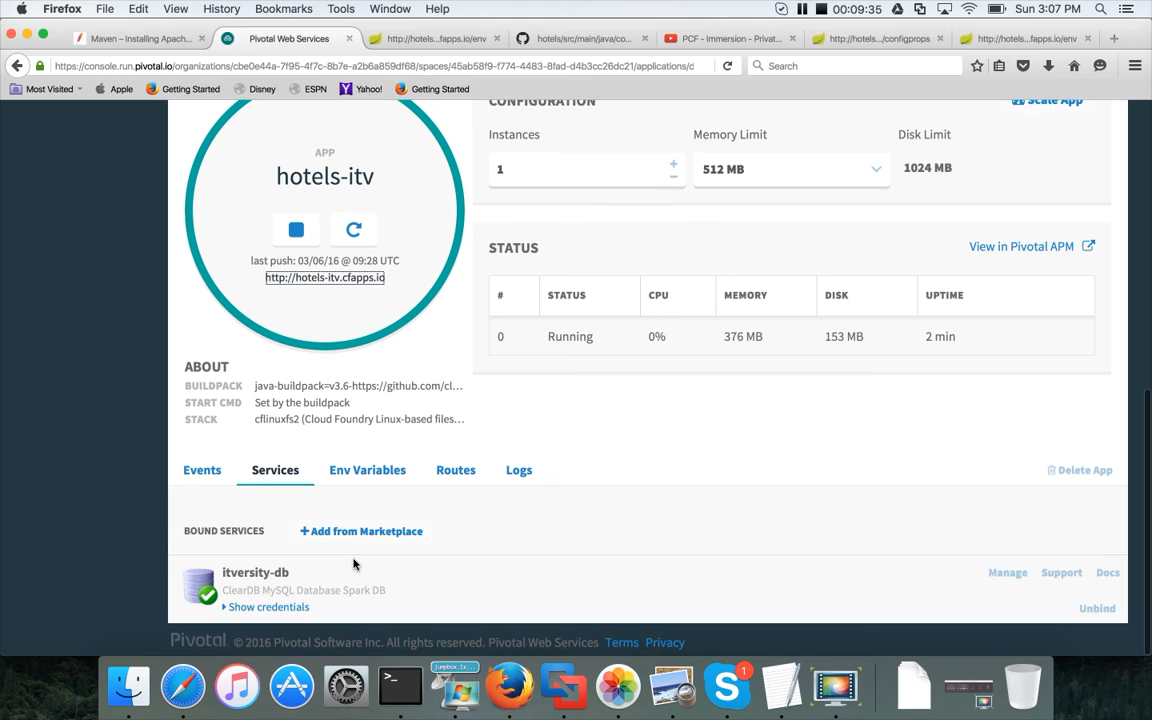 Firefox File Edit View History Bookmarks Tools Window Help 00:09:35 Sun 3:07 PM
Maven – Installing Apach... Pivotal Web Services http://hotels...fapps.io/env hotels/src/main/java/co... PCF - Immersion - Privat... http://hotels.../configprops http://hotels...fapps.io/env
https://console.run.pivotal.io/organizations/cbe0e44a-7f95-4f7c-8b7e-a2b6a859df68/spaces/45ab58f9-f774-4483-8fad-d4b3cc26dc21/applications/d Search
Most Visited Apple Getting Started Disney ESPN Yahoo! Getting Started
CONFIGURATION Scale App
Instances Memory Limit Disk Limit
1 512 MB 1024 MB
APP
hotels-itv
last push: 03/06/16 @ 09:28 UTC
http://hotels-itv.cfapps.io
STATUS View in Pivotal APM
# STATUS CPU MEMORY DISK UPTIME
0 Running 0% 376 MB 153 MB 2 min
ABOUT
BUILDPACK java-buildpack=v3.6-https://github.com/cl...
START CMD Set by the buildpack
STACK cflinuxfs2 (Cloud Foundry Linux-based files...
Events Services Env Variables Routes Logs Delete App
BOUND SERVICES + Add from Marketplace
itversity-db Manage Support Docs
ClearDB MySQL Database Spark DB
Show credentials Unbind
Pivotal © 2016 Pivotal Software Inc. All rights reserved. Pivotal Web Services Terms Privacy
jumpbox.1x...
1